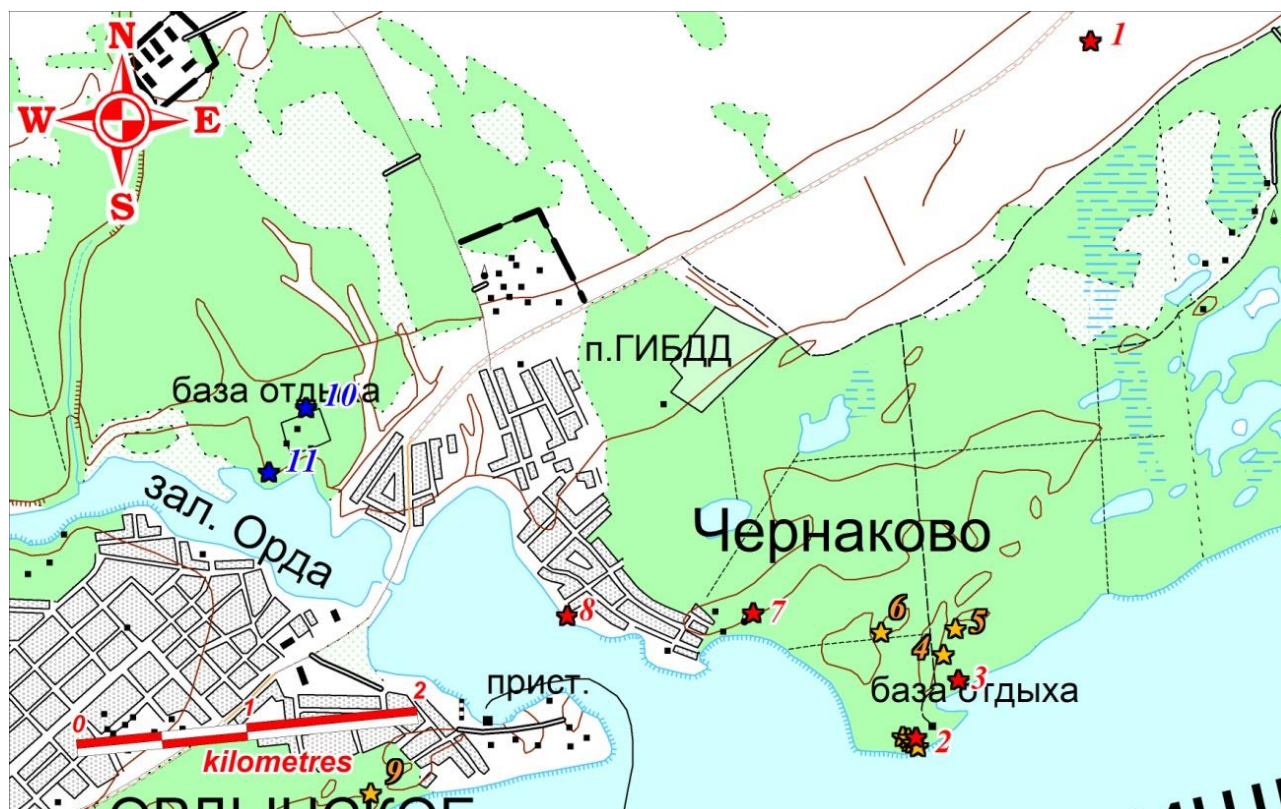 N
W E
S
1
п.ГИБДД
база отдыха
10
11
зал. Орда
Чернаково
8
7
6
5
4
3
база отдыха
2
прист.
0 1 2
kilometres
9